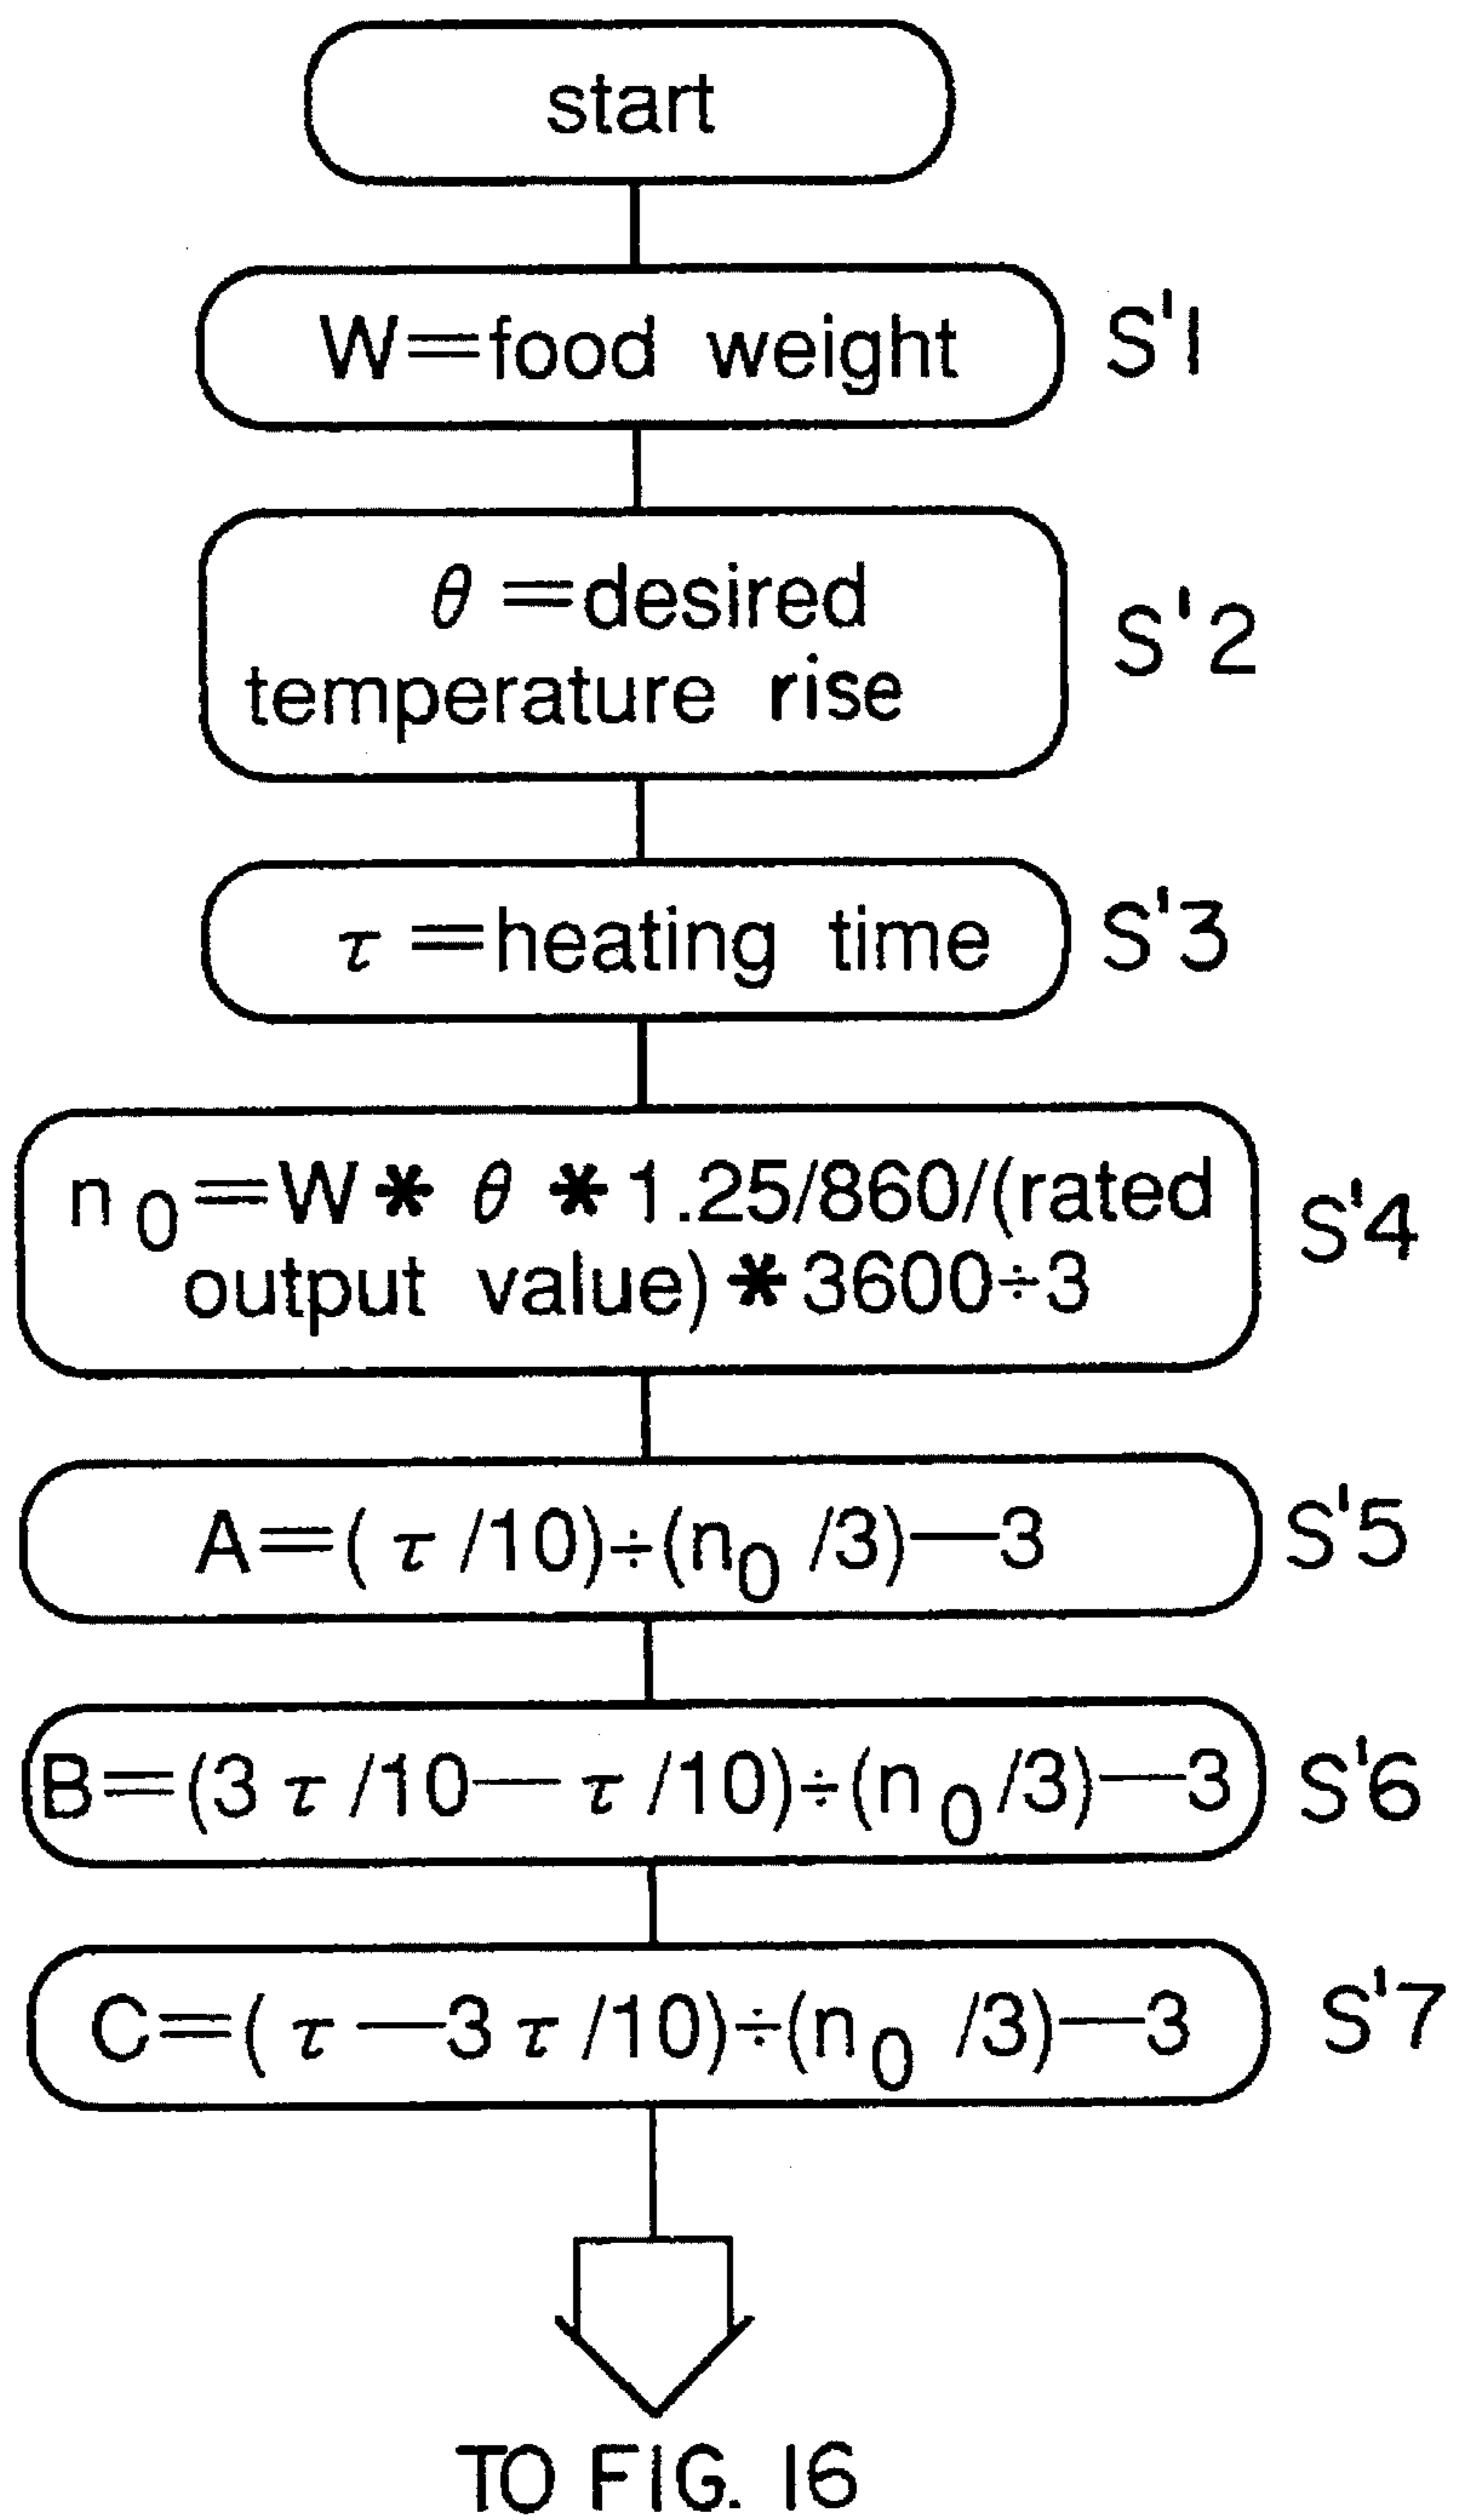 start
W=food weight
S'1
θ=desired
temperature rise
S'2
τ=heating time
S'3
n0=W* θ *1.25/860/(rated
output value)*3600÷3
S'4
A=(τ/10)÷(n0/3)—3
S'5
B=(3τ/10—τ/10)÷(n0/3)—3
S'6
C=(τ—3τ/10)÷(n0/3)—3
S'7
TO FIG. 16